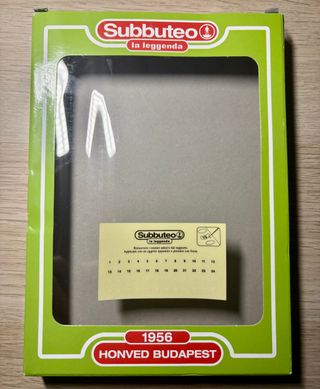 Subbuteo
la leggenda
Subbuteo
la leggenda
1 2 3 4 5 6 7 8 9 10 11 12
13 14 15 16 17 18 19 20 21 22 23 24
1956
HONVED BUDAPEST